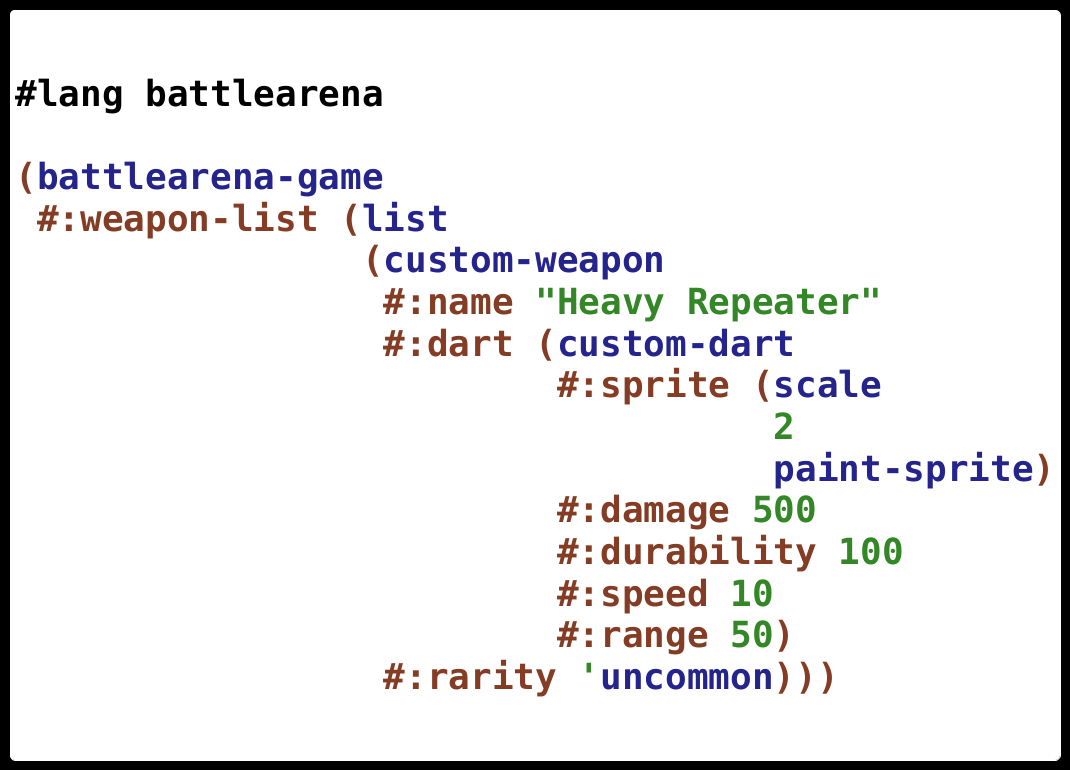 #lang battlearena
(battlearena-game
#:weapon-list (list
(custom-weapon
#:name "Heavy Repeater"
#:dart (custom-dart
#:sprite (scale
2
paint-sprite)
#:damage 500
#:durability 100
#:speed 10
#:range 50)
#:rarity 'uncommon)))